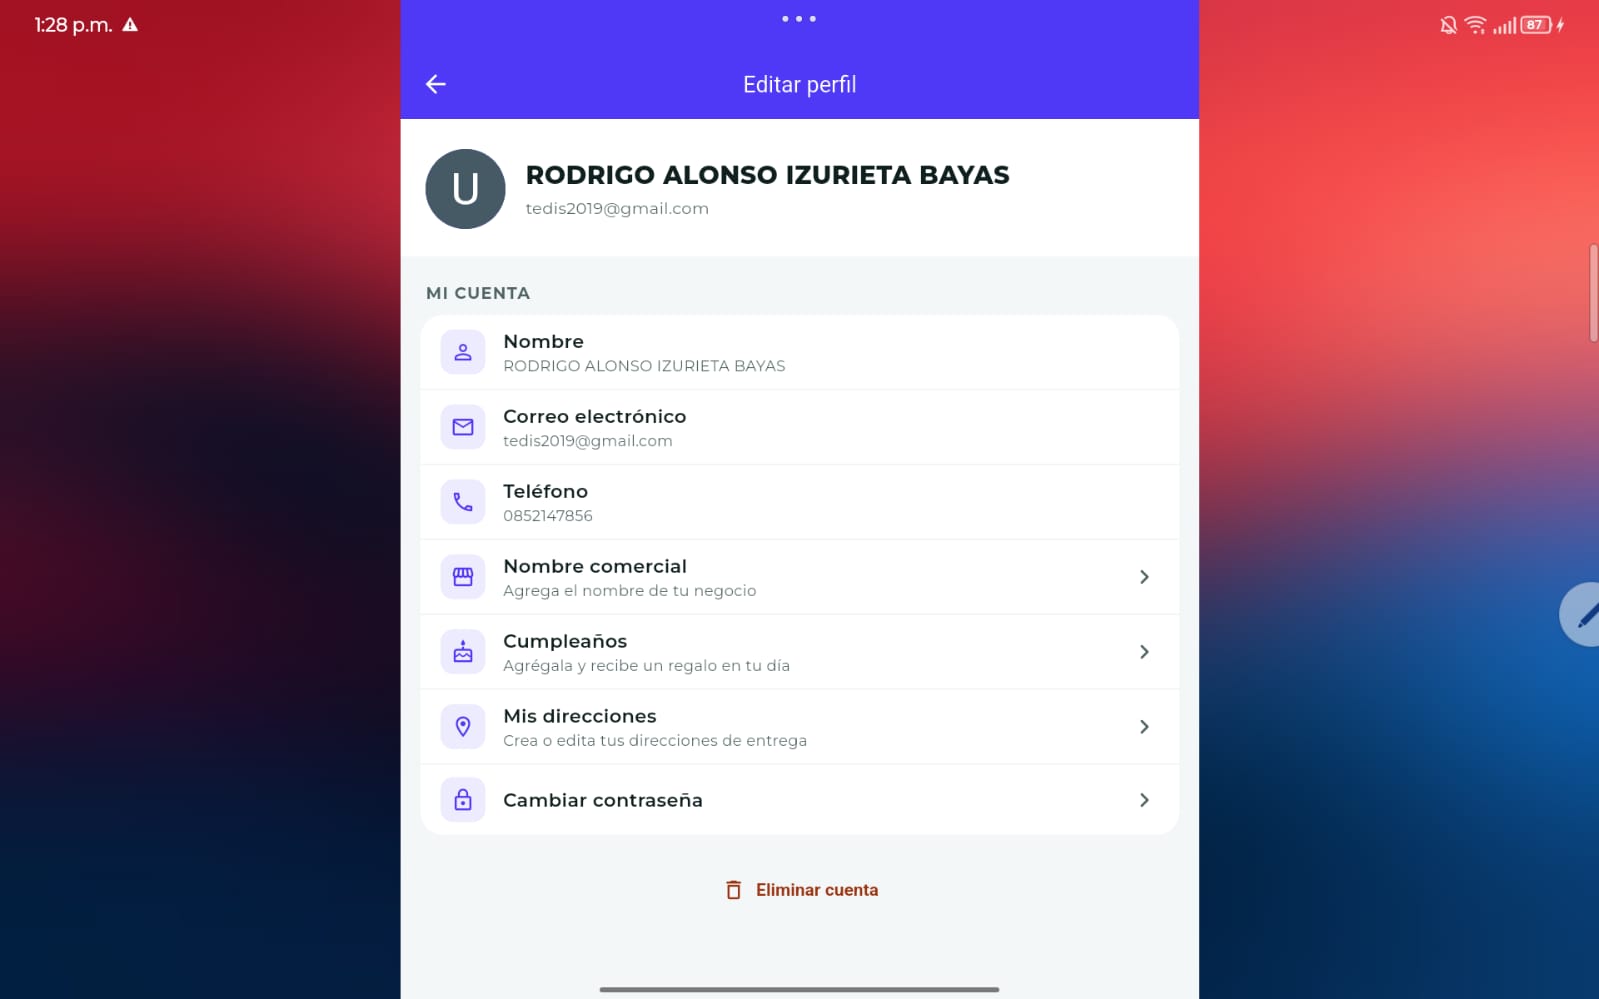 1:28 p.m.
87
Editar perfil
U
RODRIGO ALONSO IZURIETA BAYAS
tedis2019@gmail.com
MI CUENTA
Nombre
RODRIGO ALONSO IZURIETA BAYAS
Correo electrónico
tedis2019@gmail.com
Teléfono
0852147856
Nombre comercial
Agrega el nombre de tu negocio
Cumpleaños
Agrégala y recibe un regalo en tu día
Mis direcciones
Crea o edita tus direcciones de entrega
Cambiar contraseña
Eliminar cuenta